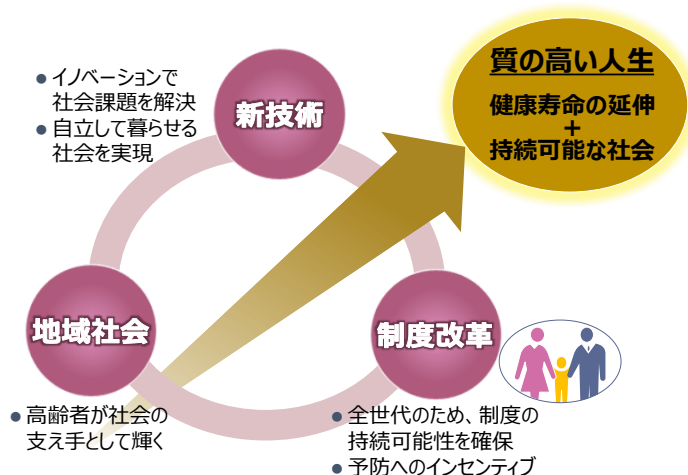 質の高い人生
健康寿命の延伸
+
持続可能な社会
● イノベーションで
社会課題を解決
● 自立して暮らせる
社会を実現
新技術
地域社会
制度改革
● 高齢者が社会の
支え手として輝く
● 全世代のため、制度の
持続可能性を確保
● 予防へのインセンティブ